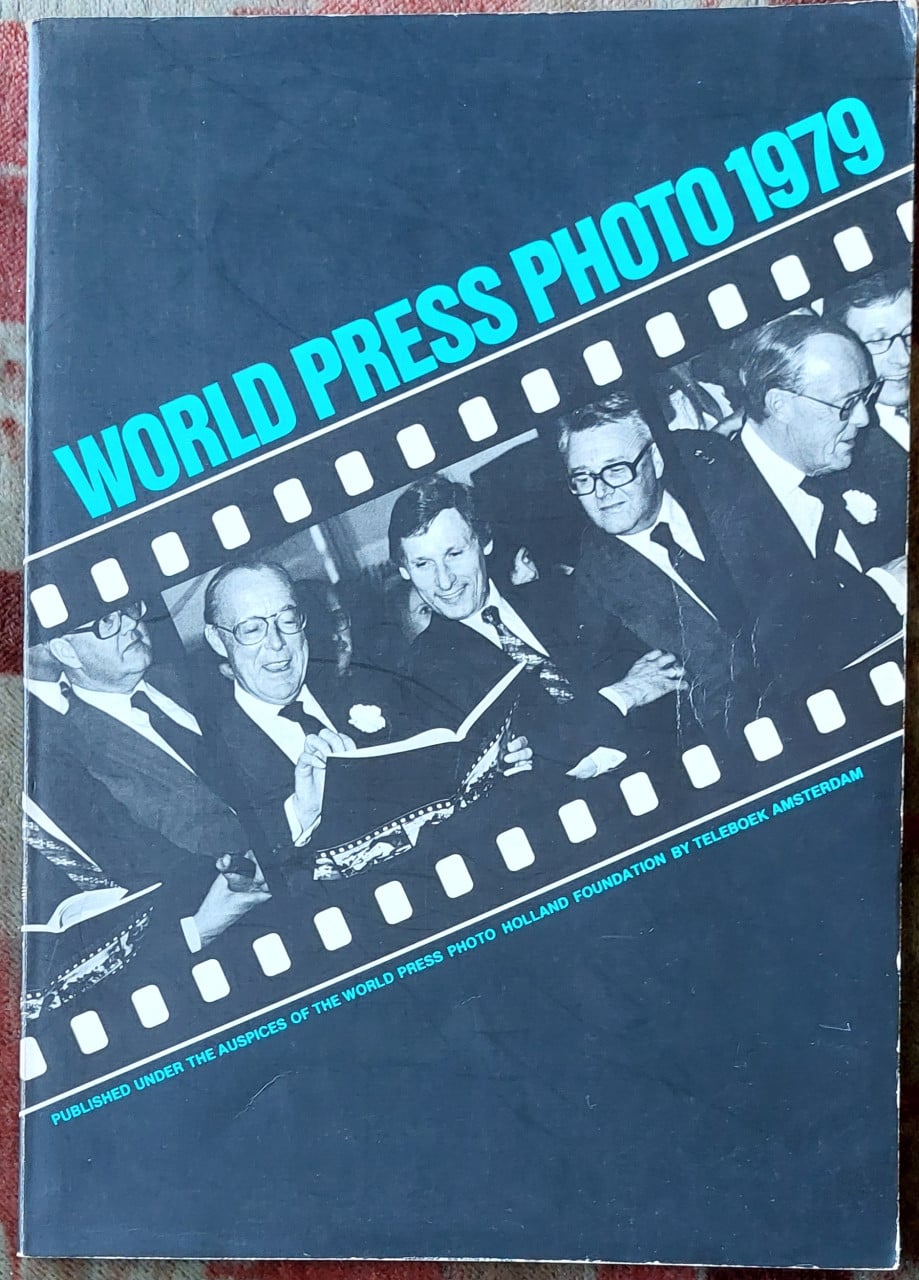 WORLD PRESS PHOTO 1979
PUBLISHED UNDER THE AUSPICES OF THE WORLD PRESS PHOTO HOLLAND FOUNDATION BY TELEBOEK AMSTERDAM